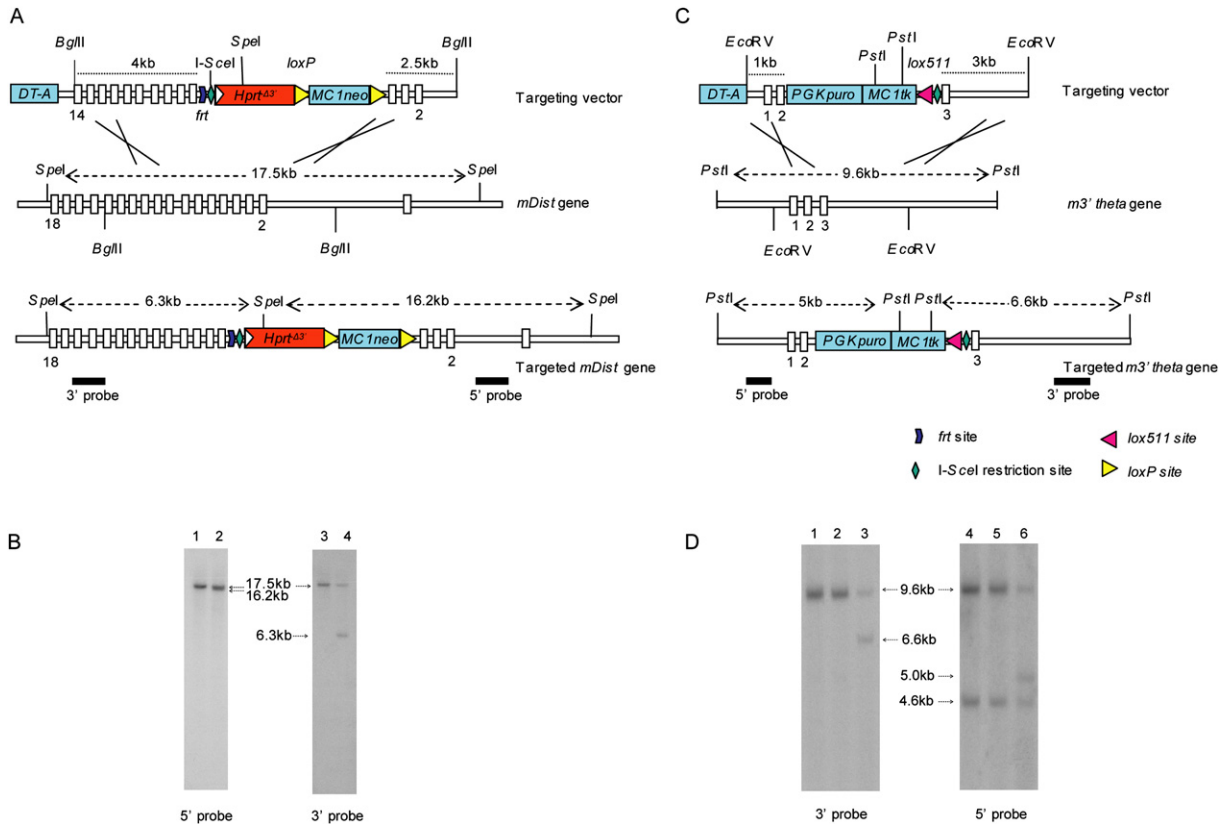 A
BglII
SpeI
BglII
4kb
I-SceI
loxP
2.5kb
DT-A
HprtΔ3'
MC1neo
Targeting vector
14
frt
2
SpeI
17.5kb
SpeI
mDist gene
18
2
BglII
BglII
SpeI
6.3kb
SpeI
16.2kb
SpeI
HprtΔ3'
MC1neo
18
2
Targeted mDist gene
3' probe
5' probe
C
EcoRV
PstI
PstI
EcoRV
1kb
lox511
3kb
DT-A
PGKpuro
MC1tk
Targeting vector
1 2
3
PstI
9.6kb
PstI
m3' theta gene
1 2 3
EcoRV
EcoRV
PstI
5kb
PstI
PstI
6.6kb
PstI
PGKpuro
MC1tk
1 2
3
Targeted m3' theta gene
5' probe
3' probe
frt site
lox511 site
I-SceI restriction site
loxP site
B
1 2
3 4
17.5kb
16.2kb
6.3kb
5' probe
3' probe
D
1 2 3
4 5 6
9.6kb
6.6kb
5.0kb
4.6kb
3' probe
5' probe